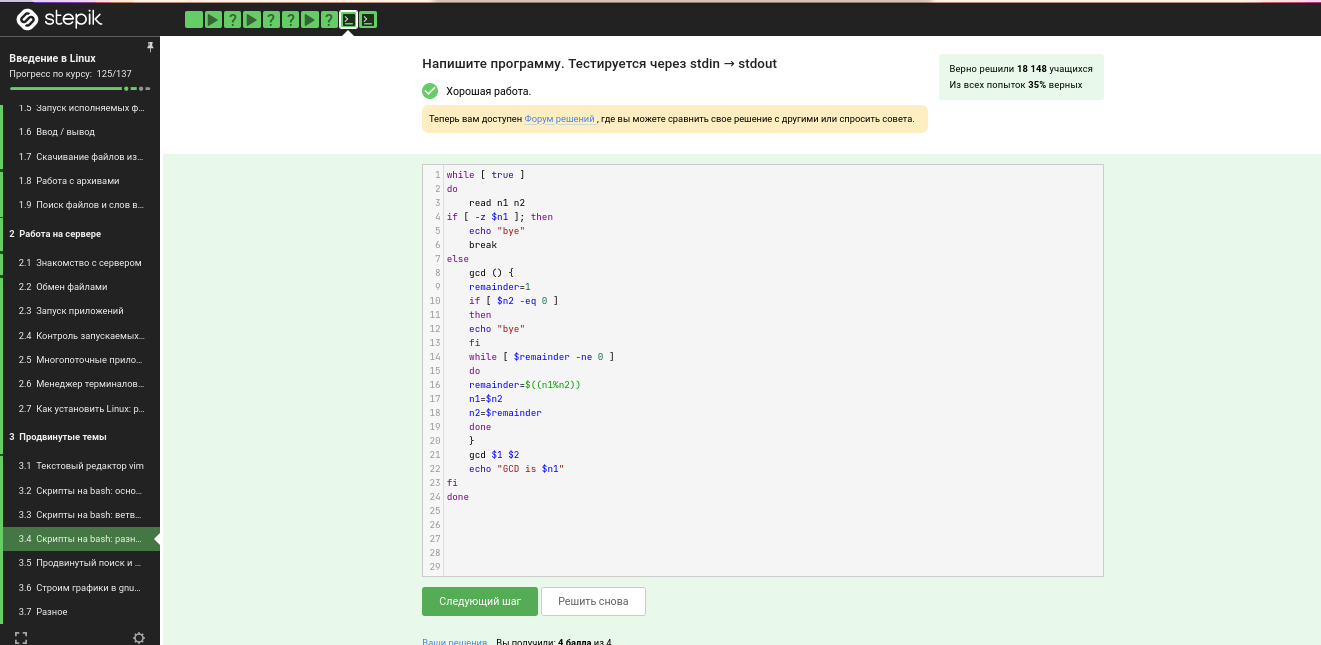 stepik
Введение в Linux
Прогресс по курсу: 125/137
1.5 Запуск исполняемых ф...
1.6 Ввод / вывод
1.7 Скачивание файлов из...
1.8 Работа с архивами
1.9 Поиск файлов и слов в...
2 Работа на сервере
2.1 Знакомство с сервером
2.2 Обмен файлами
2.3 Запуск приложений
2.4 Контроль запускаемых...
2.5 Многопоточные прило...
2.6 Менеджер терминалов...
2.7 Как установить Linux: р...
3 Продвинутые темы
3.1 Текстовый редактор vim
3.2 Скрипты на bash: осно...
3.3 Скрипты на bash: ветв...
3.4 Скрипты на bash: разн...
3.5 Продвинутый поиск и ...
3.6 Строим графики в gnu...
3.7 Разное
Напишите программу. Тестируется через stdin → stdout
Хорошая работа.
Теперь вам доступен Форум решений , где вы можете сравнить свое решение с другими или спросить совета.
Верно решили 18 148 учащихся
Из всех попыток 35% верных
1 while [ true ]
2 do
3 read n1 n2
4 if [ -z $n1 ]; then
5 echo "bye"
6 break
7 else
8 gcd () {
9 remainder=1
10 if [ $n2 -eq 0 ]
11 then
12 echo "bye"
13 fi
14 while [ $remainder -ne 0 ]
15 do
16 remainder=$((n1%n2))
17 n1=$n2
18 n2=$remainder
19 done
20 }
21 gcd $1 $2
22 echo "GCD is $n1"
23 fi
24 done
25
26
27
28
29
Следующий шаг
Решить снова
Ваши решения Вы получили: 4 балла из 4